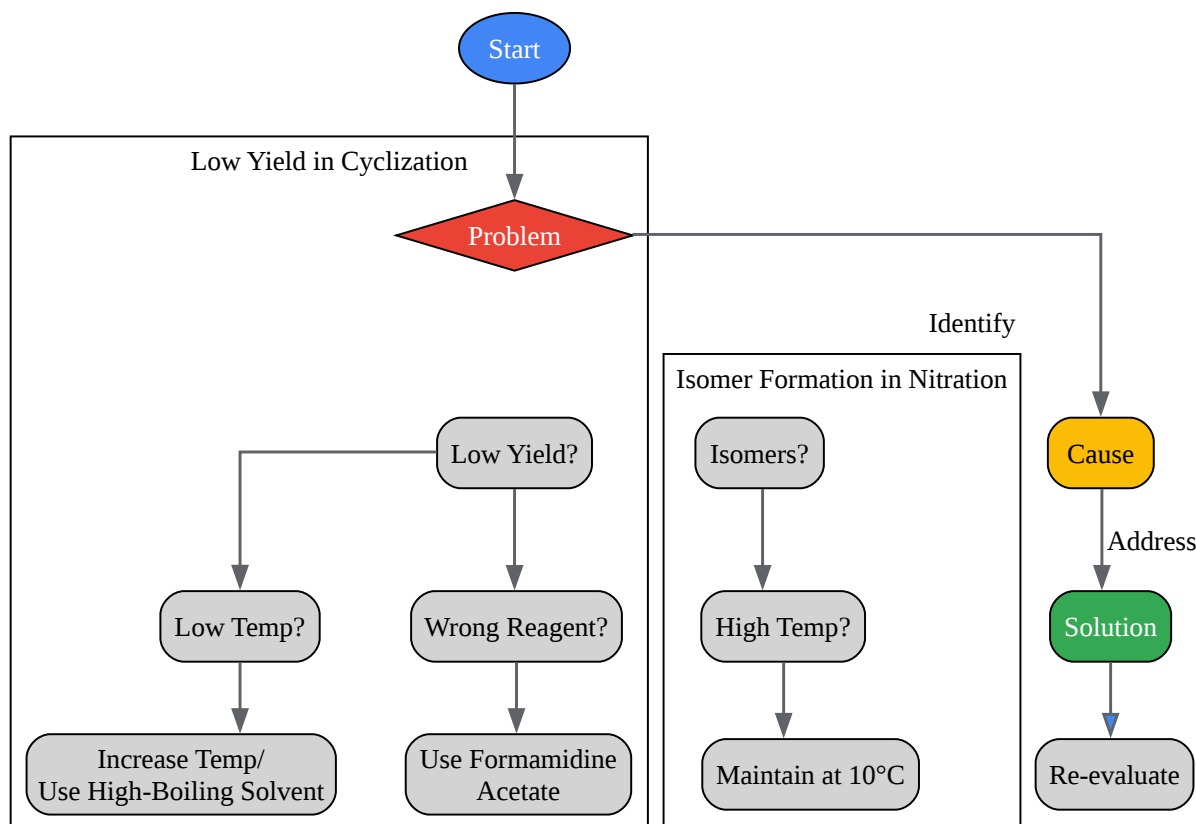 Start
Low Yield in Cyclization
Problem
Identify
Isomer Formation in Nitration
Low Yield?
Isomers?
Cause
Address
Low Temp?
Wrong Reagent?
High Temp?
Solution
Increase Temp/
Use High-Boiling Solvent
Use Formamidine
Acetate
Maintain at 10°C
Re-evaluate